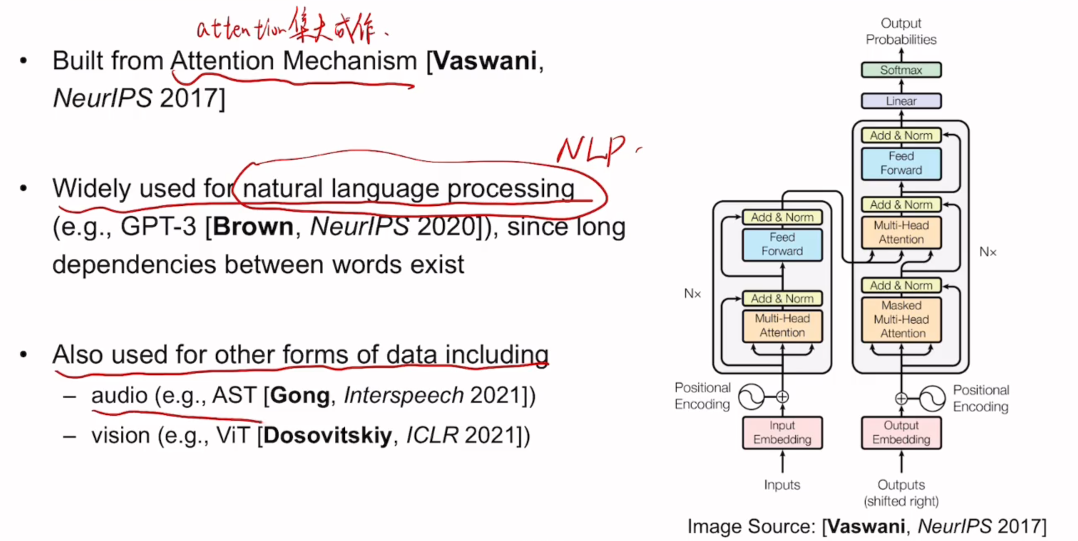 attention集大成作.
• Built from Attention Mechanism [Vaswani,
NeurIPS 2017]
NLP.
• Widely used for natural language processing
(e.g., GPT-3 [Brown, NeurIPS 2020]), since long
dependencies between words exist
• Also used for other forms of data including
– audio (e.g., AST [Gong, Interspeech 2021])
– vision (e.g., ViT [Dosovitskiy, ICLR 2021])
Output
Probabilities
Softmax
Linear
Add & Norm
Feed
Forward
Add & Norm
Multi-Head
Attention
Add & Norm
Masked
Multi-Head
Attention
Nx
Positional
Encoding
Output
Embedding
Outputs
(shifted right)
Add & Norm
Feed
Forward
Add & Norm
Multi-Head
Attention
Nx
Positional
Encoding
Input
Embedding
Inputs
Image Source: [Vaswani, NeurIPS 2017]